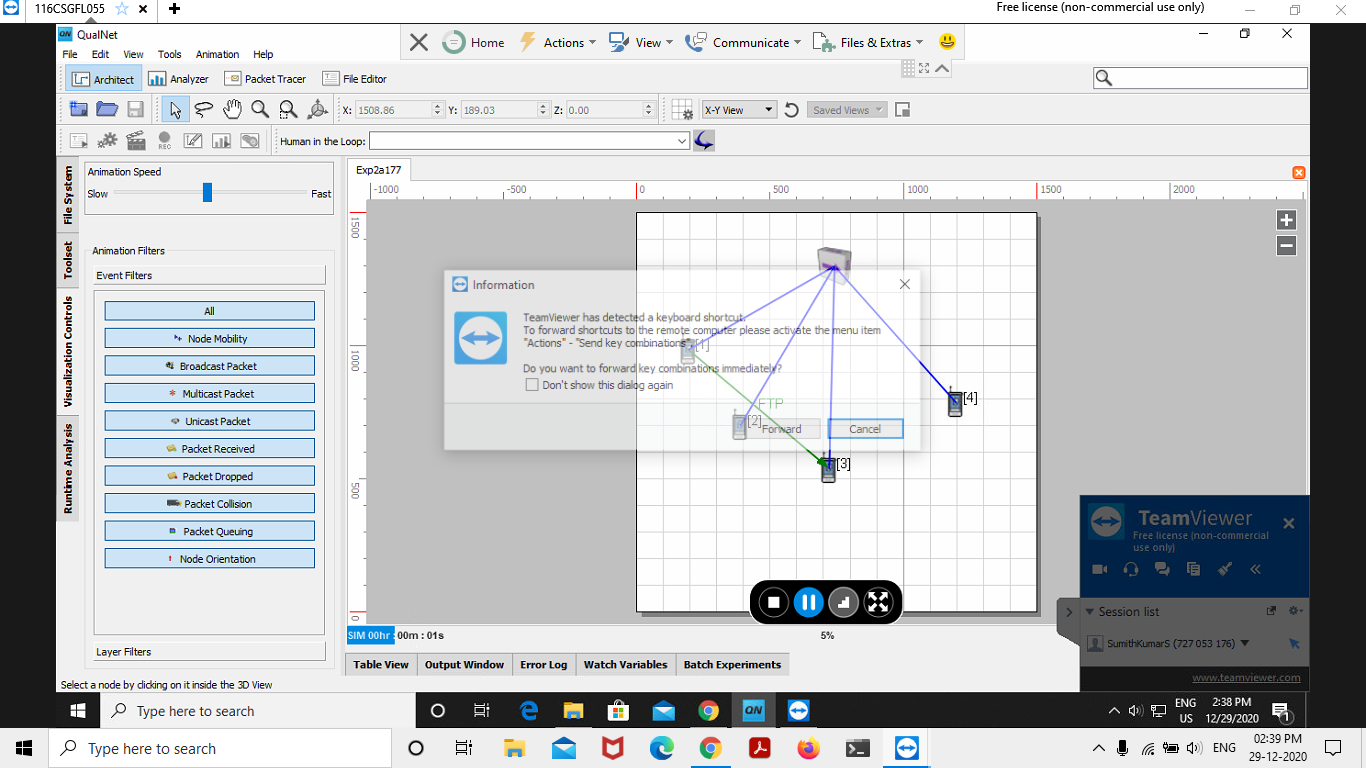 116CSGFL055
Free license (non-commercial use only)
QN QualNet
File Edit View Tools Animation Help
Home Actions View Communicate Files & Extras
Architect Analyzer Packet Tracer File Editor
X: 1508.86 Y: 189.03 Z: 0.00 X-Y View Saved Views
REC Human in the Loop:
File System
Toolset
Visualization Controls
Runtime Analysis
Animation Speed
Slow Fast
Animation Filters
Event Filters
All
Node Mobility
Broadcast Packet
Multicast Packet
Unicast Packet
Packet Received
Packet Dropped
Packet Collision
Packet Queuing
Node Orientation
Layer Filters
Select a node by clicking on it inside the 3D View
Exp2a177
-1000 -500 0 500 1000 1500 2000
1500
1000
500
0
Information
TeamViewer has detected a keyboard shortcut.
To forward shortcuts to the remote computer please activate the menu item
"Actions" - "Send key combinations".
Do you want to forward key combinations immediately?
Don't show this dialog again
Forward Cancel
[1]
FTP
[2]
[3]
[4]
SIM 00hr : 00m : 01s 5%
Table View Output Window Error Log Watch Variables Batch Experiments
TeamViewer
Free license (non-commercial
use only)
Session list
SumithKumarS (727 053 176)
www.teamviewer.com
Type here to search
QN
ENG
US
2:38 PM
12/29/2020
1
Type here to search
ENG
02:39 PM
29-12-2020